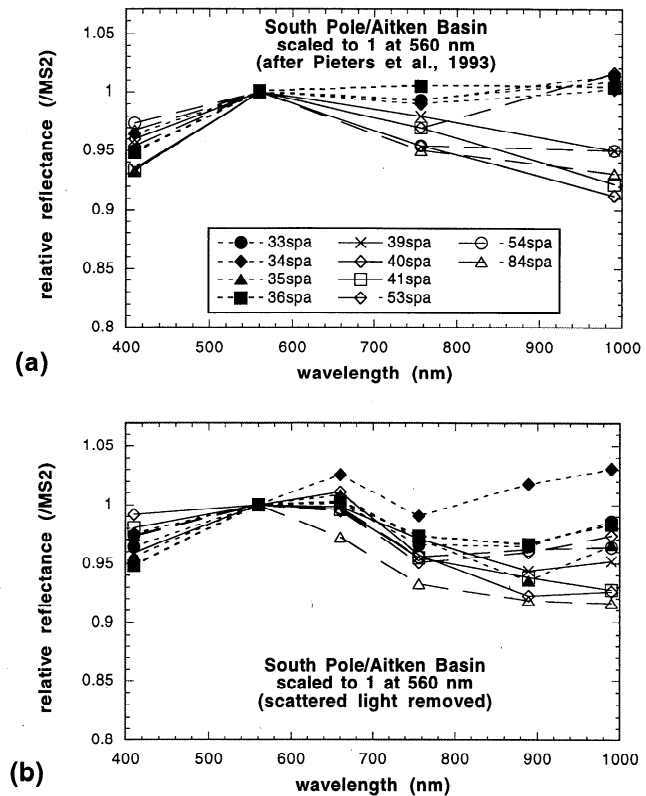 South Pole/Aitken Basin
scaled to 1 at 560 nm
(after Pieters et al., 1993)
1.05
1
0.95
0.9
0.85
0.8
relative reflectance (/MS2)
33spa
39spa
54spa
34spa
40spa
84spa
35spa
41spa
36spa
53spa
400 500 600 700 800 900 1000
wavelength (nm)
(a)
1.05
1
0.95
0.9
0.85
0.8
relative reflectance (/MS2)
South Pole/Aitken Basin
scaled to 1 at 560 nm
(scattered light removed)
400 500 600 700 800 900 1000
wavelength (nm)
(b)